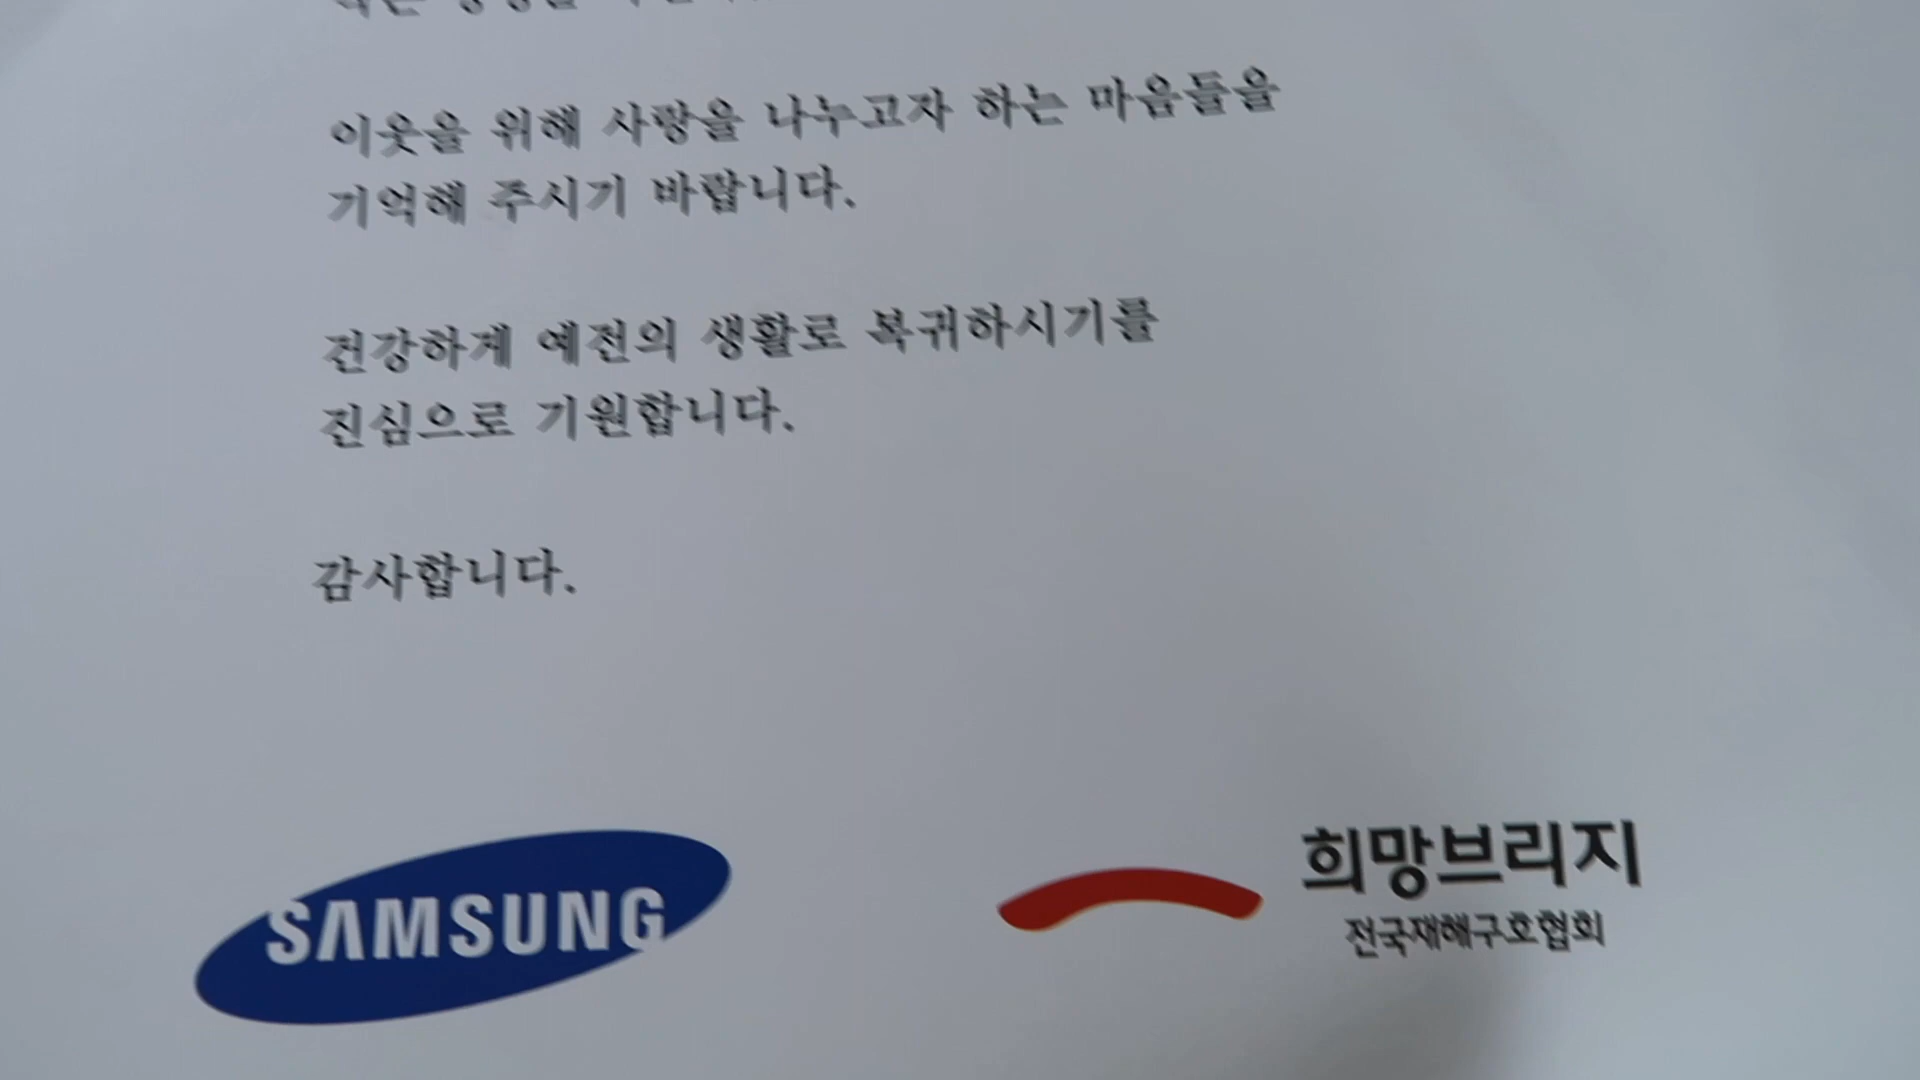 이웃을 위해 사랑을 나누고자 하는 마음들을
기억해 주시기 바랍니다.
건강하게 예전의 생활로 복귀하시기를
진심으로 기원합니다.
감사합니다.
SAMSUNG
희망브리지
전국재해구호협회